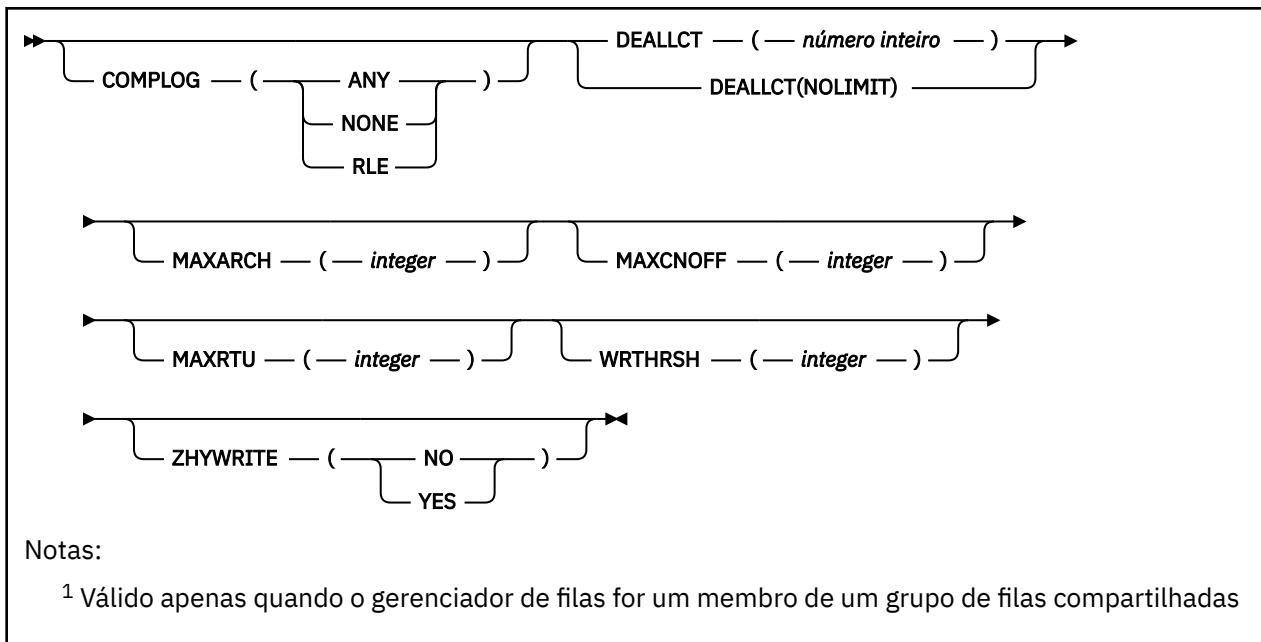 DEALLCT ( número inteiro )
COMPLOG ( ANY ) DEALLCT(NOLIMIT)
NONE
RLE
MAXARCH ( integer ) MAXCNOFF ( integer )
MAXRTU ( integer ) WRTHRSH ( integer )
ZHYWRITE ( NO )
YES
Notas:
1 Válido apenas quando o gerenciador de filas for um membro de um grupo de filas compartilhadas